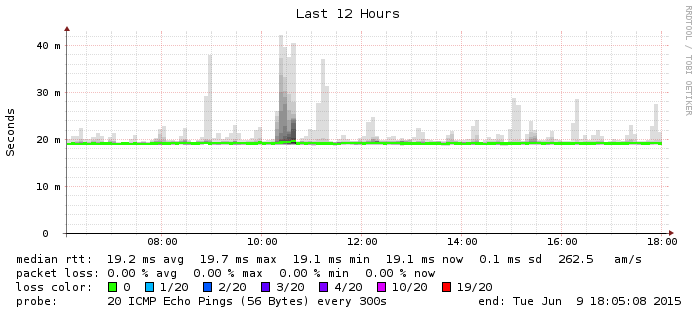 Last 12 Hours
RRDTOOL / TOBI OETIKER
Seconds
40 m
30 m
20 m
10 m
0
08:00 10:00 12:00 14:00 16:00 18:00
median rtt: 19.2 ms avg 19.7 ms max 19.1 ms min 19.1 ms now 0.1 ms sd 262.5 am/s
packet loss: 0.00 % avg 0.00 % max 0.00 % min 0.00 % now
loss color: 0 1/20 2/20 3/20 4/20 10/20 19/20
probe: 20 ICMP Echo Pings (56 Bytes) every 300s end: Tue Jun 9 18:05:08 2015